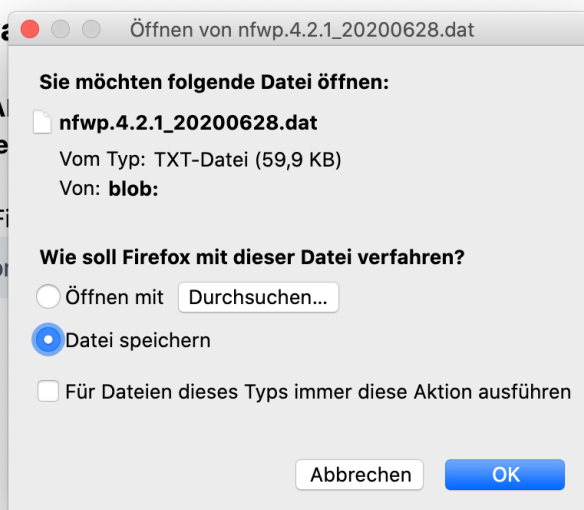 Öffnen von nfwp.4.2.1_20200628.dat
Sie möchten folgende Datei öffnen:
nfwp.4.2.1_20200628.dat
Vom Typ: TXT-Datei (59,9 KB)
Von: blob:
Wie soll Firefox mit dieser Datei verfahren?
Öffnen mit Durchsuchen...
Datei speichern
Für Dateien dieses Typs immer diese Aktion ausführen
Abbrechen OK